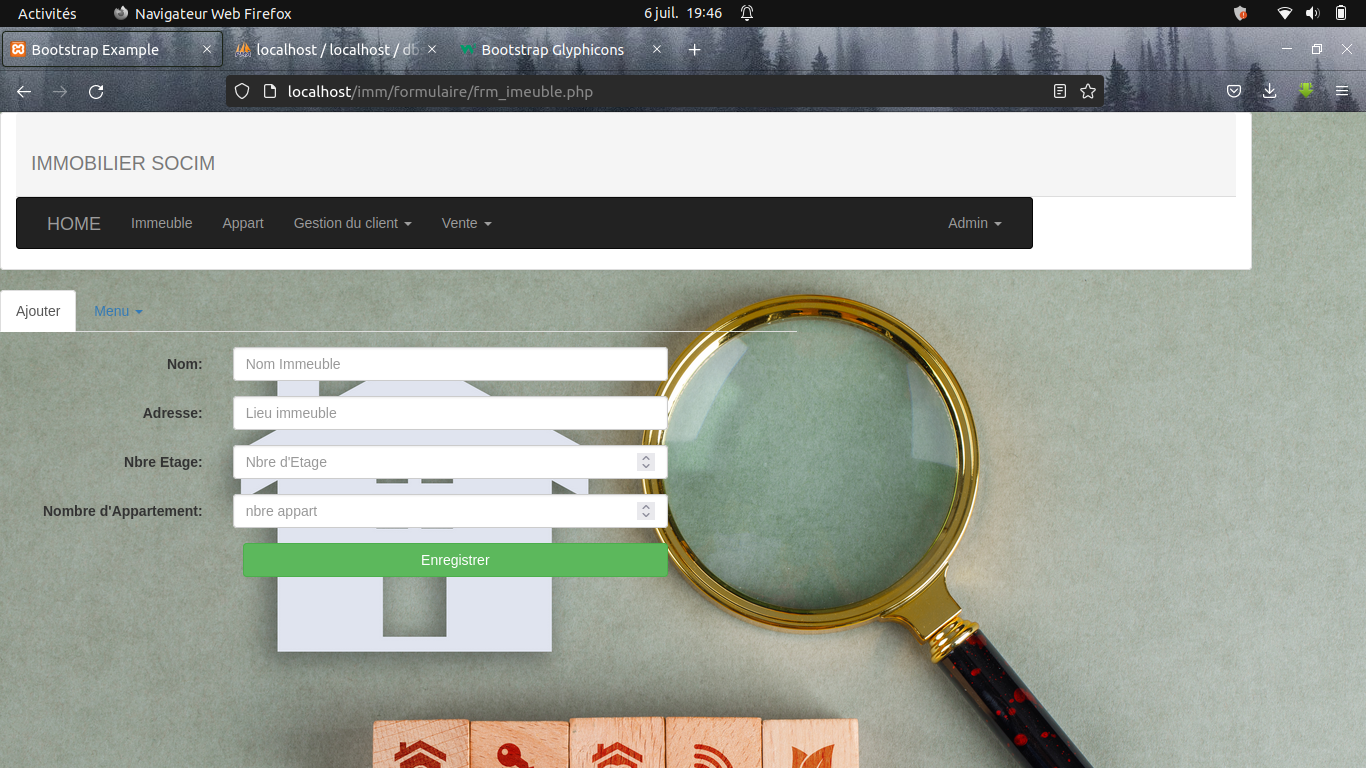 Activités Navigateur Web Firefox 6 juil. 19:46
Bootstrap Example localhost / localhost / db Bootstrap Glyphicons
localhost/imm/formulaire/frm_imeuble.php
IMMOBILIER SOCIM
HOME Immeuble Appart Gestion du client Vente Admin
Ajouter Menu
Nom: Nom Immeuble
Adresse: Lieu immeuble
Nbre Etage: Nbre d'Etage
Nombre d'Appartement: nbre appart
Enregistrer